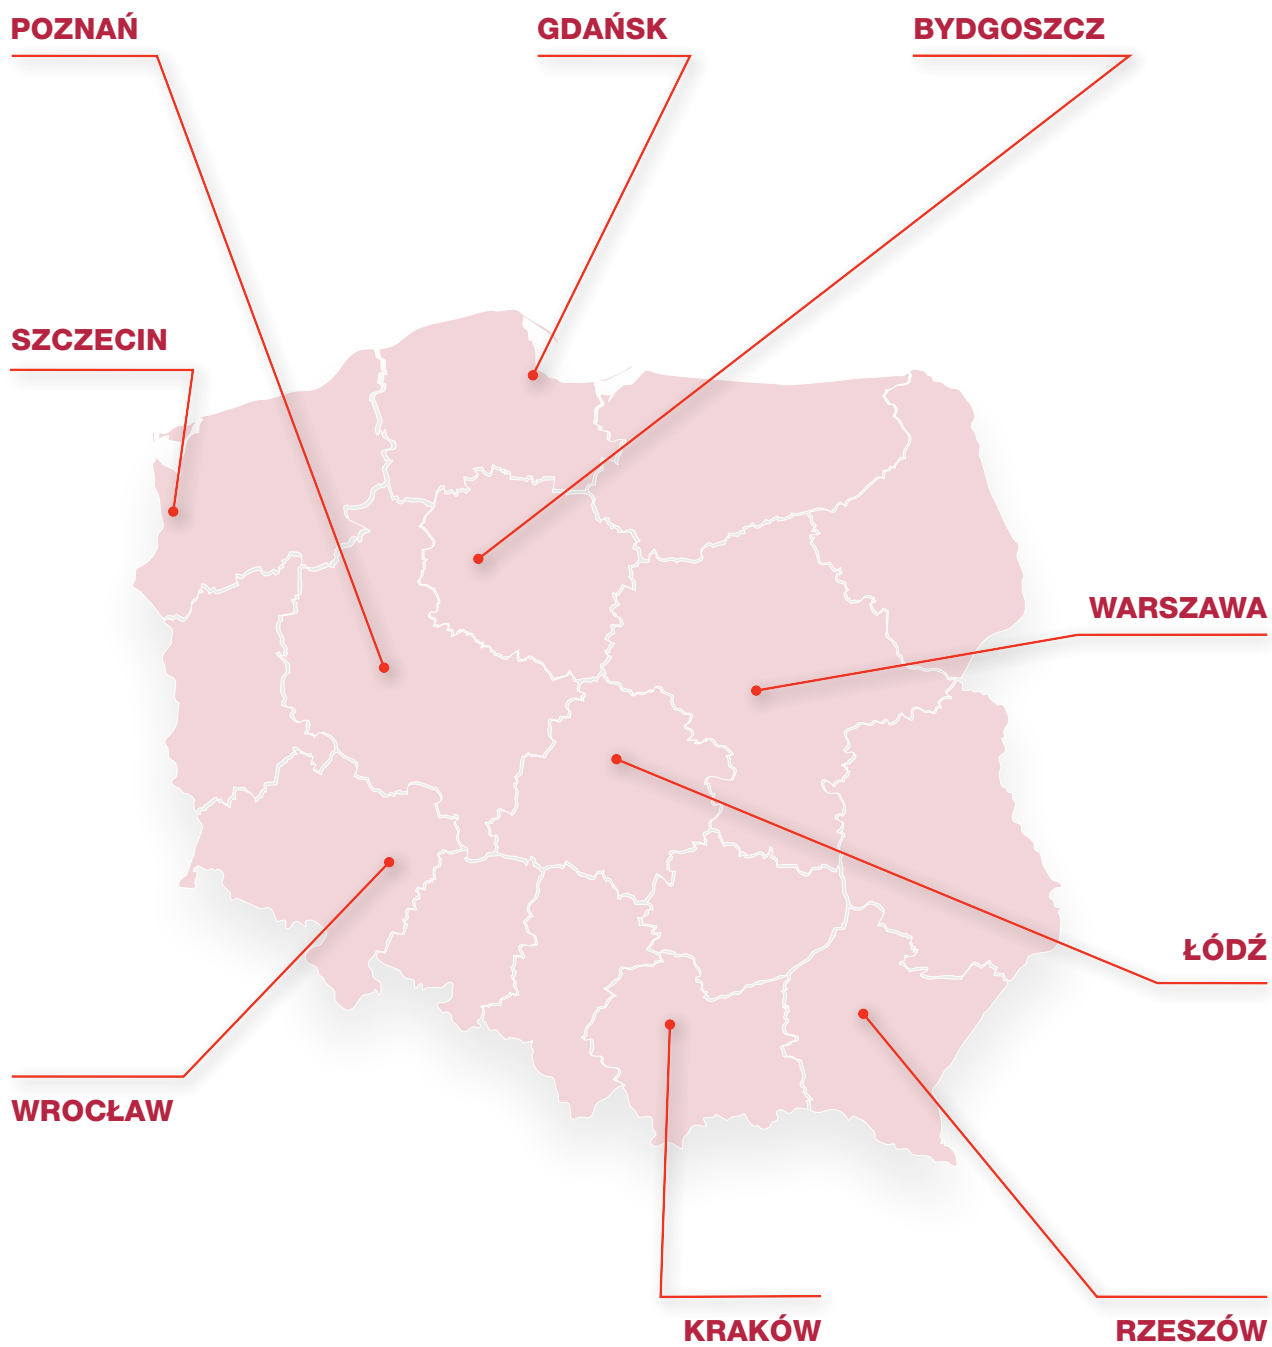 POZNAŃ
GDAŃSK
BYDGOSZCZ
SZCZECIN
WARSZAWA
ŁÓDŹ
WROCŁAW
KRAKÓW
RZESZÓW